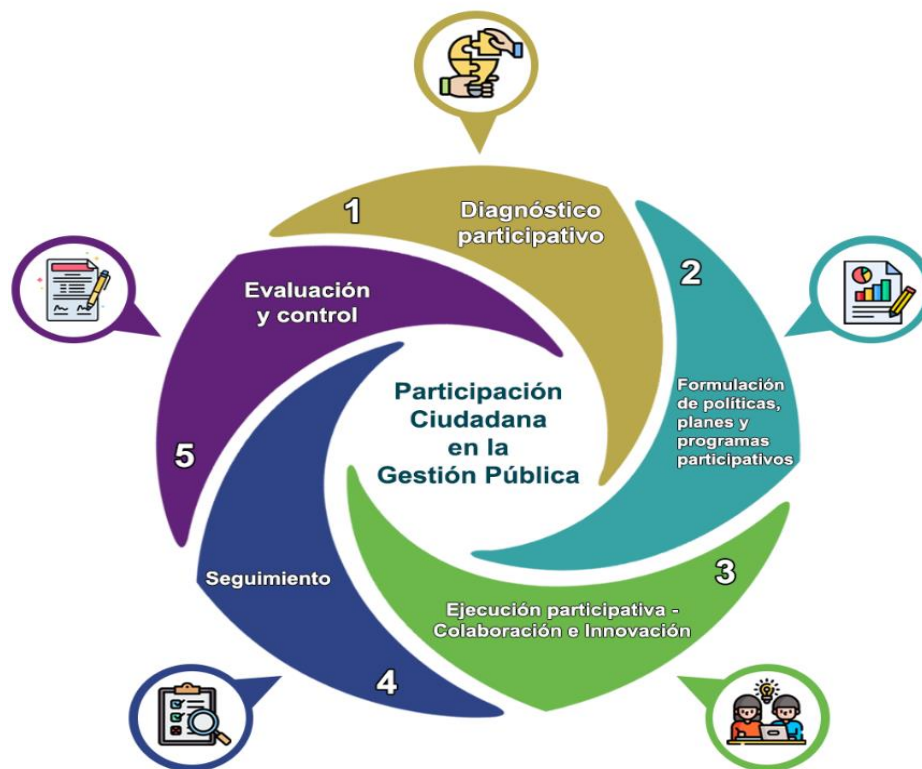 1
Diagnóstico
participativo
2
Formulación
de políticas,
planes y
programas
participativos
3
Ejecución participativa -
Colaboración e Innovación
4
Seguimiento
5
Evaluación
y control
Participación
Ciudadana
en la
Gestión Pública